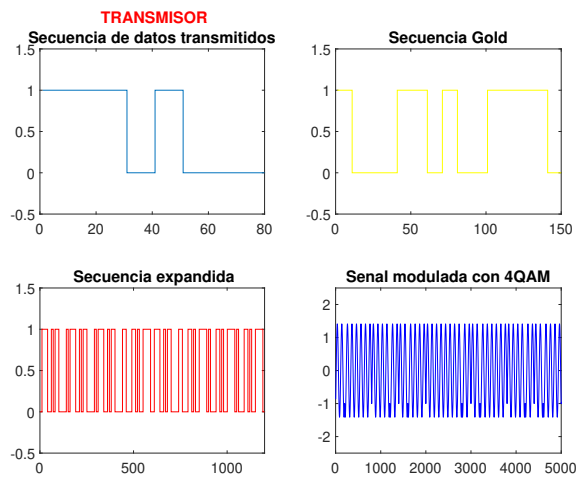 TRANSMISOR
Secuencia de datos transmitidos
1.5
1
0.5
0
-0.5
0 20 40 60 80
Secuencia Gold
1.5
1
0.5
0
-0.5
0 50 100 150
Secuencia expandida
1.5
1
0.5
0
-0.5
0 500 1000
Senal modulada con 4QAM
2
1
0
-1
-2
0 1000 2000 3000 4000 5000